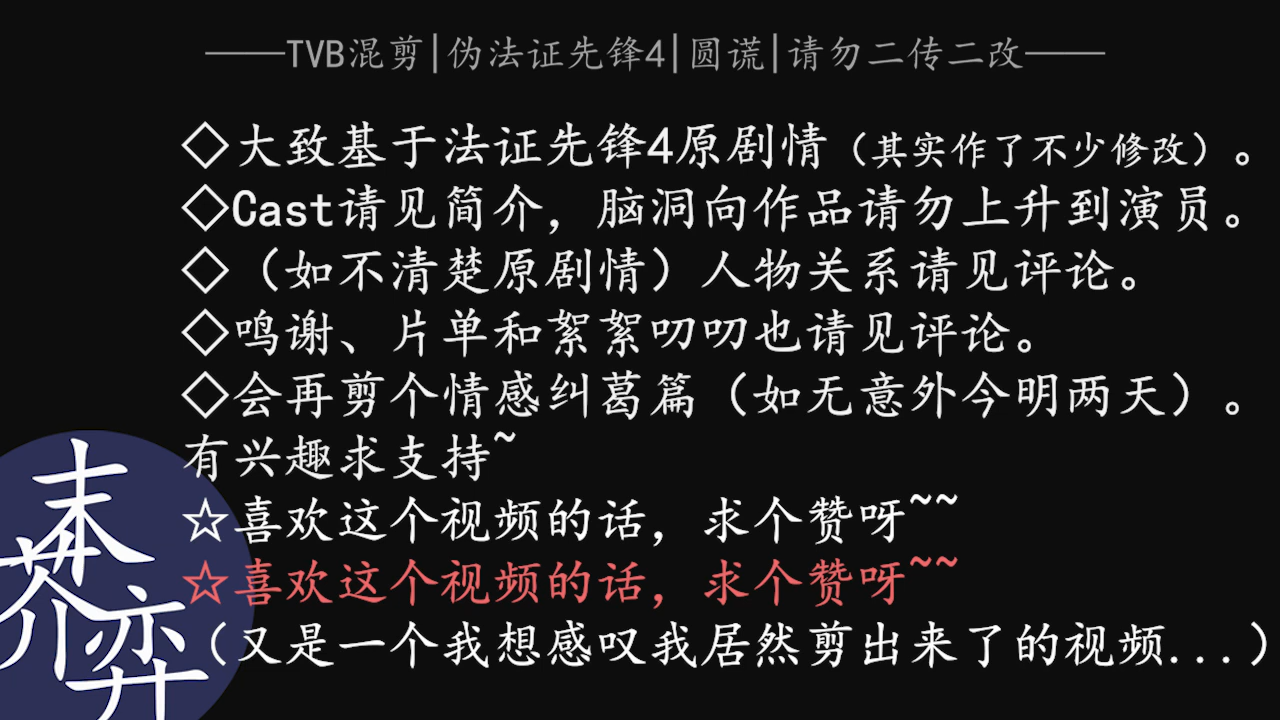 ——TVB混剪|伪法证先锋4|圆谎|请勿二传二改——
◇大致基于法证先锋4原剧情（其实作了不少修改）。
◇Cast请见简介，脑洞向作品请勿上升到演员。
◇（如不清楚原剧情）人物关系请见评论。
◇鸣谢、片单和絮絮叨叨也请见评论。
◇会再剪个情感纠葛篇（如无意外今明两天）。
有兴趣求支持~
☆喜欢这个视频的话，求个赞呀~~
☆喜欢这个视频的话，求个赞呀~~
（又是一个我想感叹我居然剪出来了的视频...）
末
芥
弈